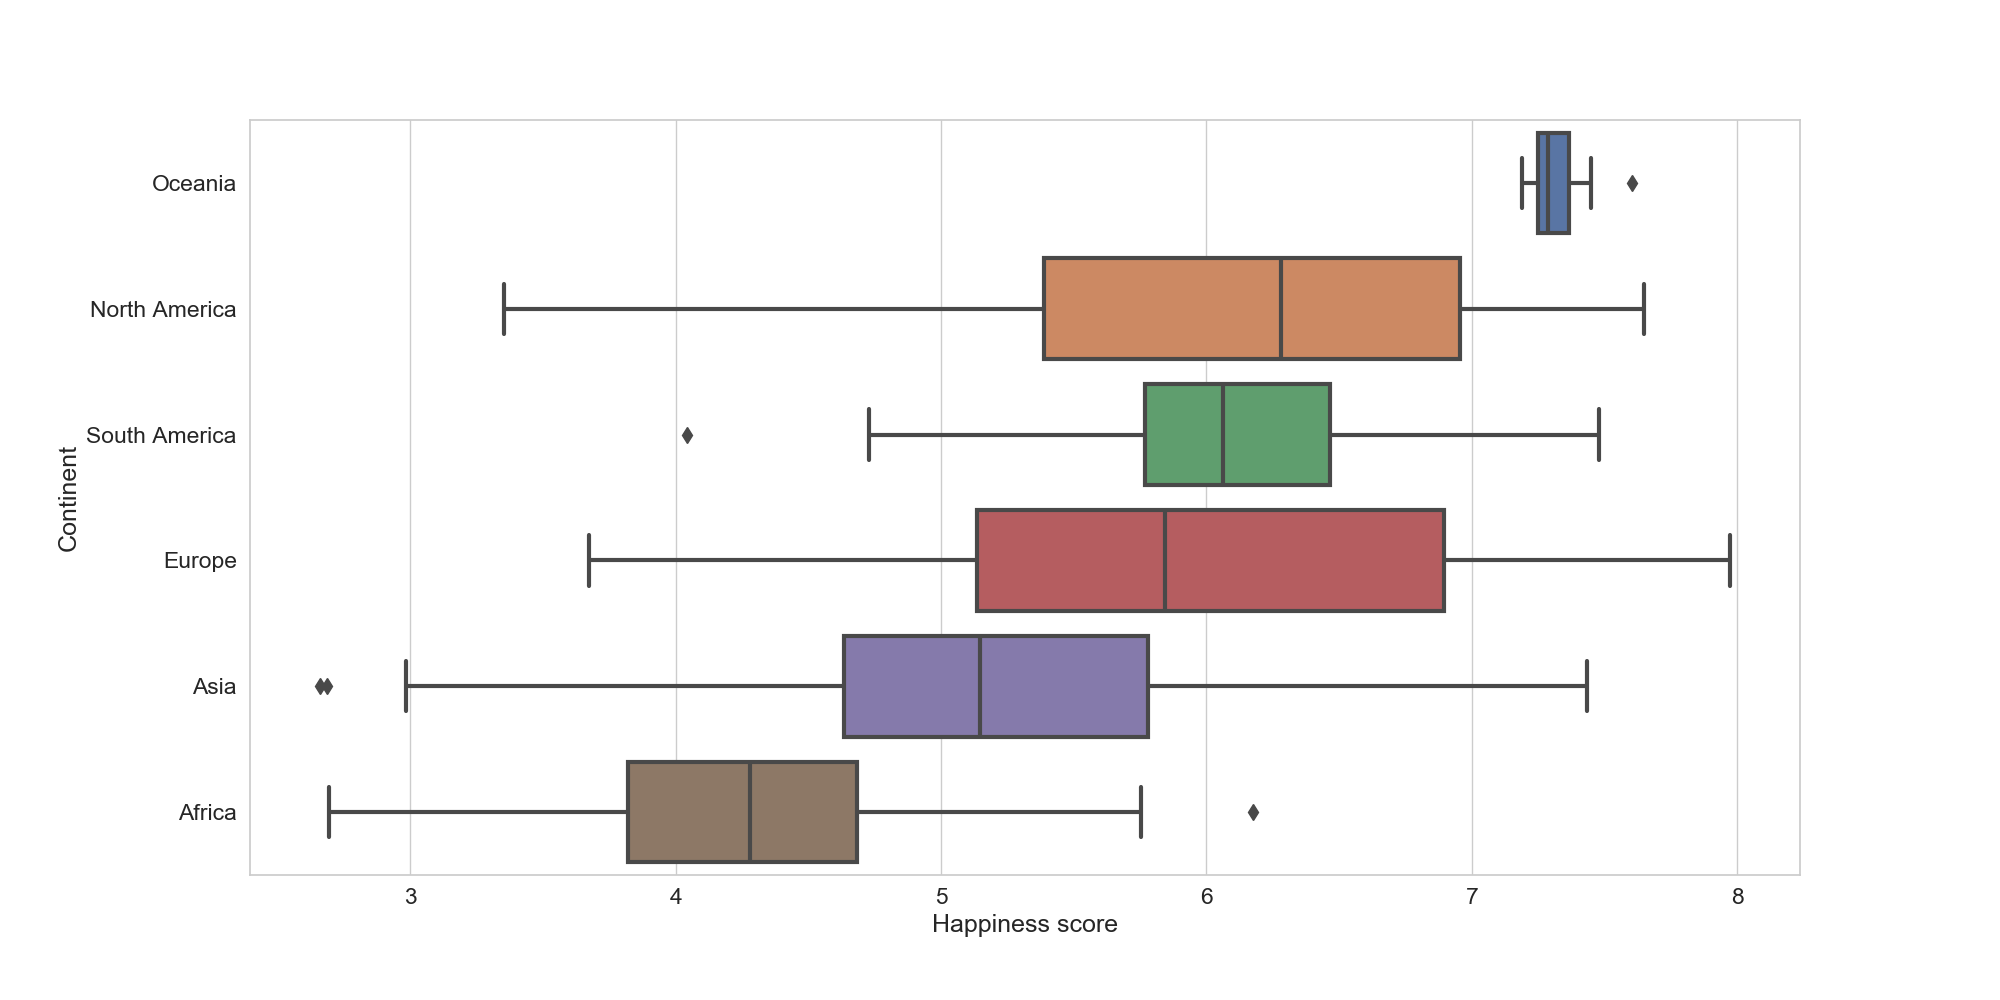 Oceania
North America
South America
Europe
Asia
Africa
Continent
3 4 5 6 7 8
Happiness score